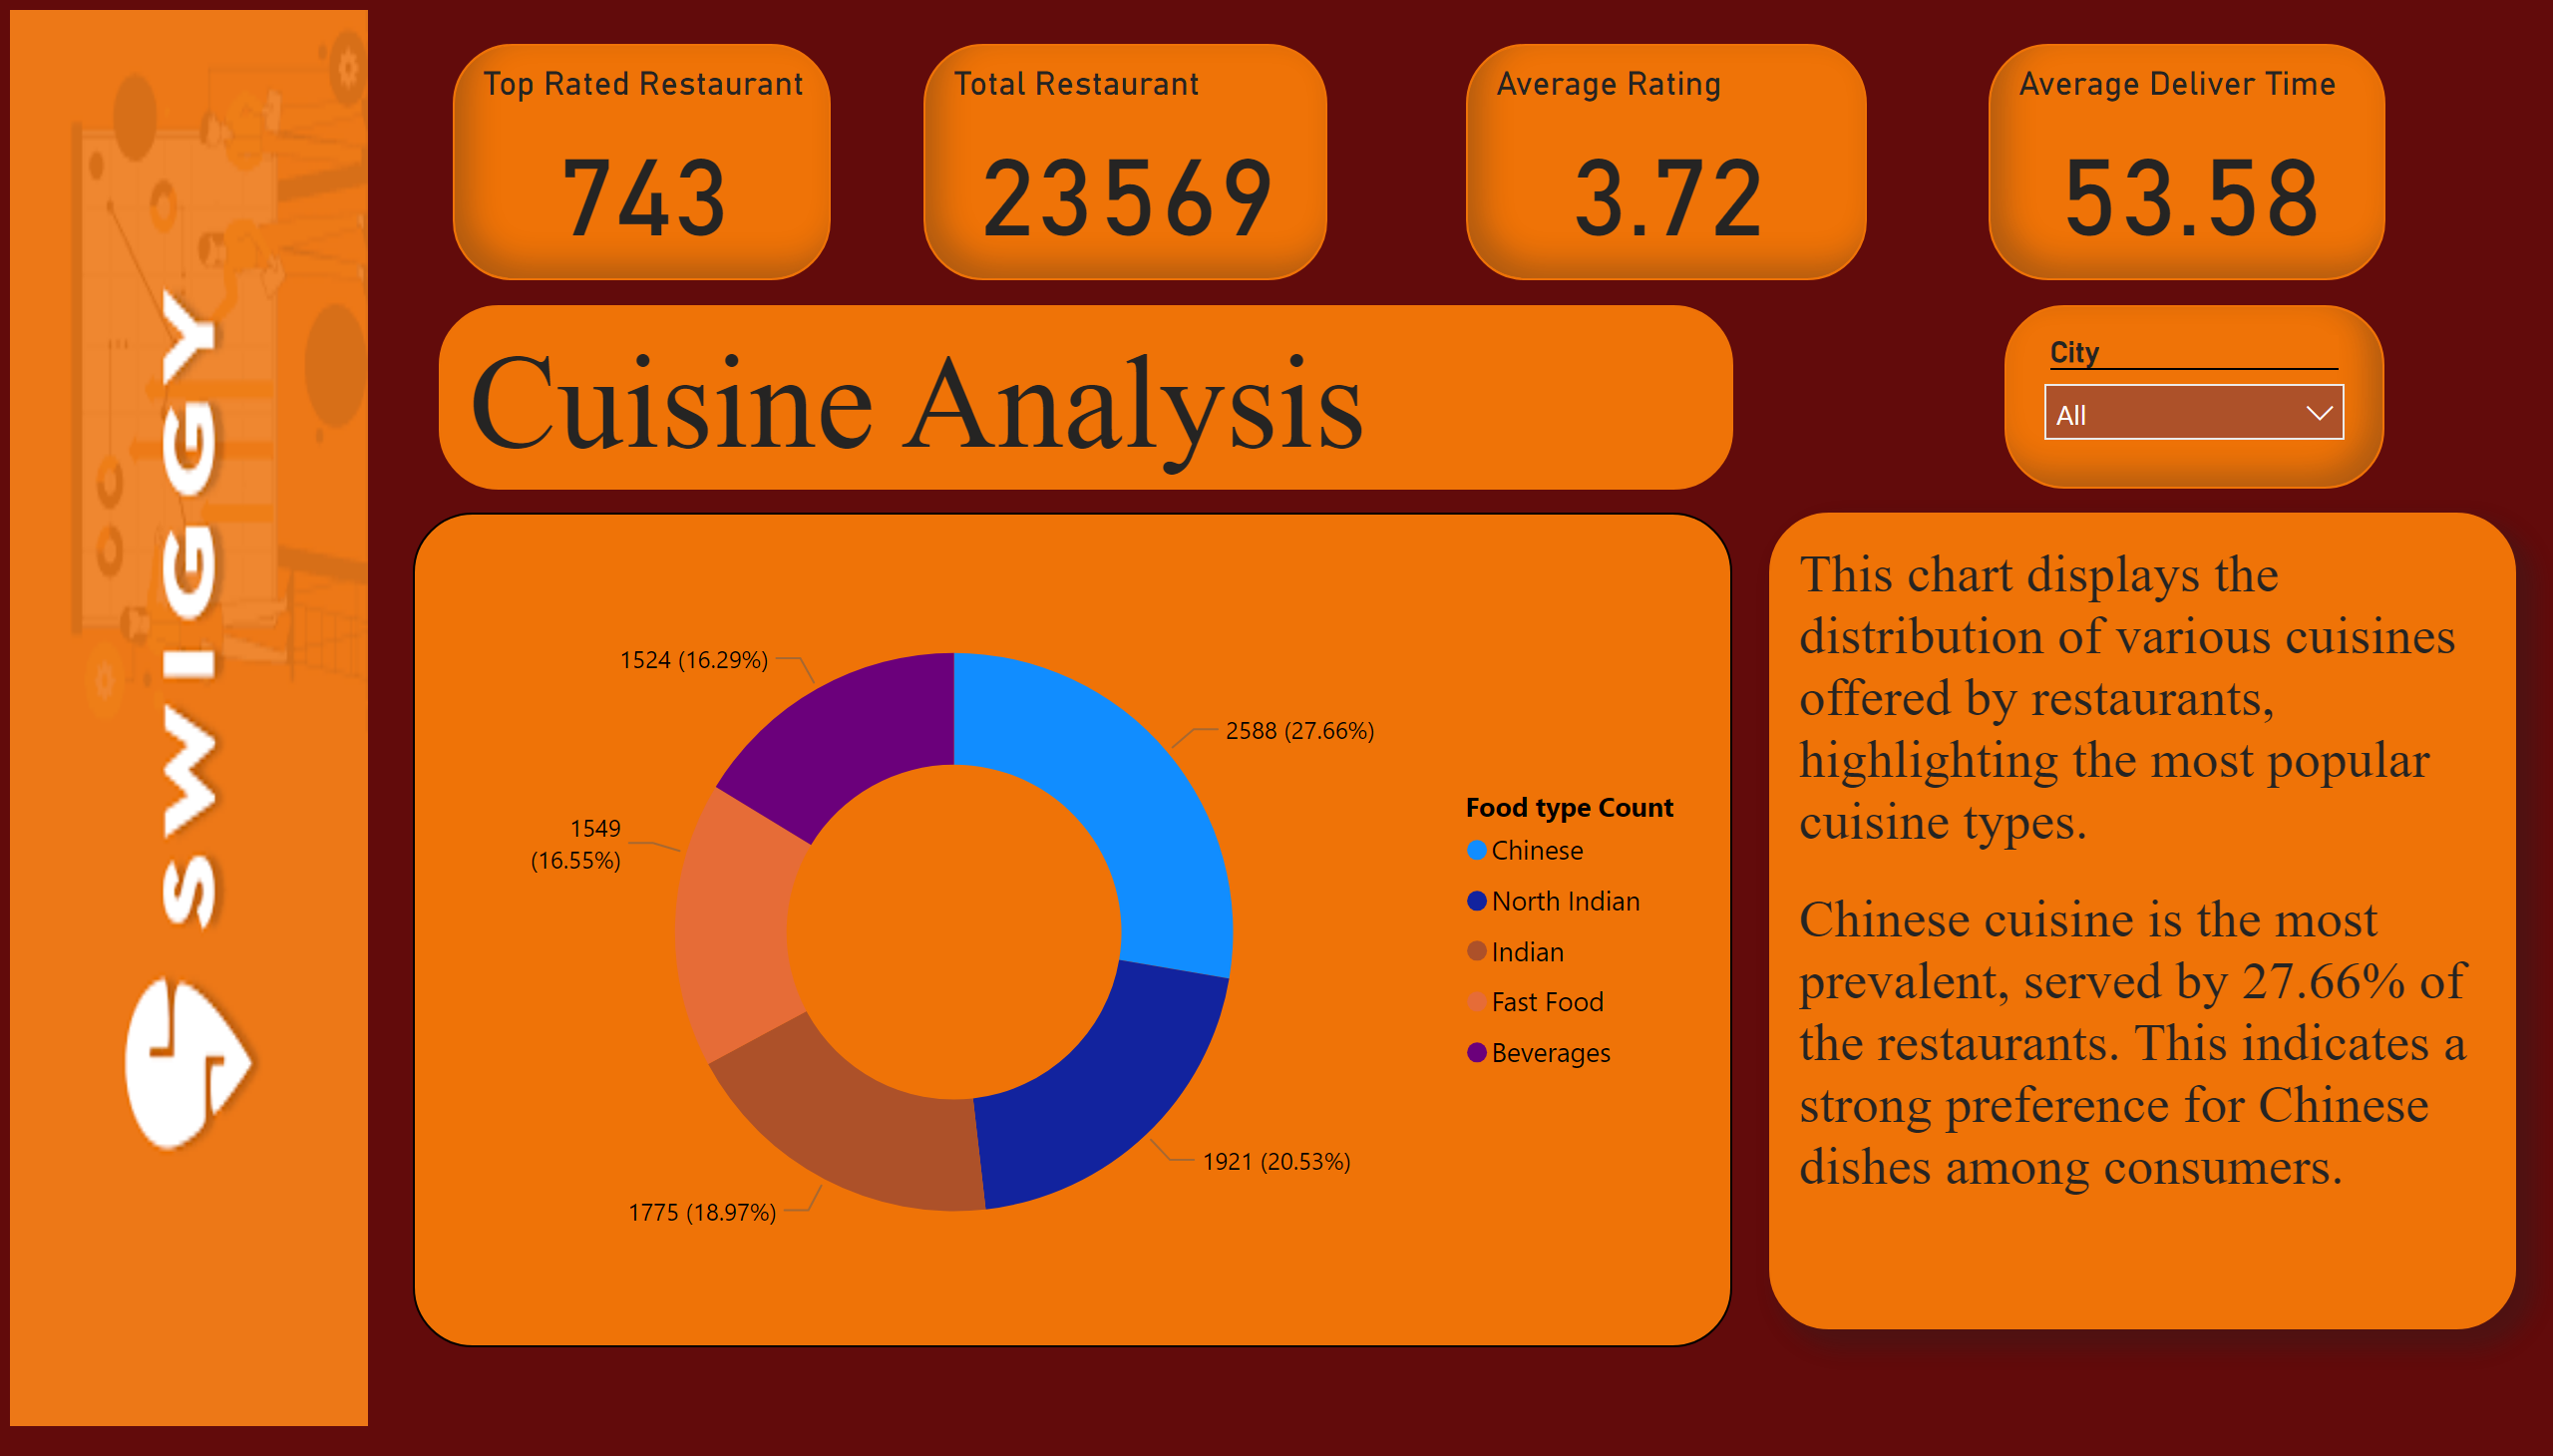 SWIGGY
Top Rated Restaurant
743
Total Restaurant
23569
Average Rating
3.72
Average Deliver Time
53.58
Cuisine Analysis
City
All
1524 (16.29%)
2588 (27.66%)
1549
(16.55%)
1921 (20.53%)
1775 (18.97%)
Food type Count
Chinese
North Indian
Indian
Fast Food
Beverages
This chart displays the
distribution of various cuisines
offered by restaurants,
highlighting the most popular
cuisine types.
Chinese cuisine is the most
prevalent, served by 27.66% of
the restaurants. This indicates a
strong preference for Chinese
dishes among consumers.